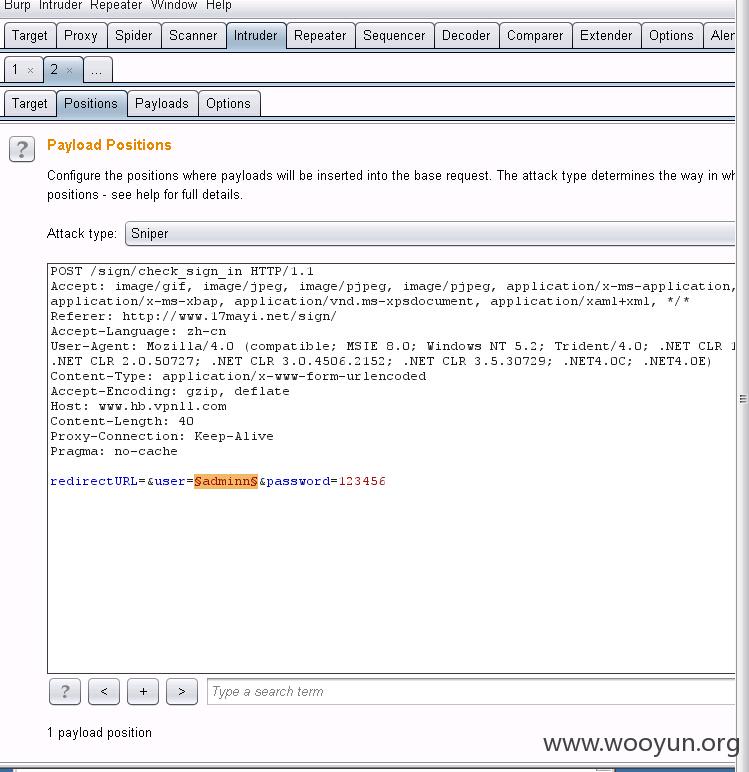 Burp Intruder Repeater Window Help
Target Proxy Spider Scanner Intruder Repeater Sequencer Decoder Comparer Extender Options Aler
1 × 2 × ...
Target Positions Payloads Options
? Payload Positions
Configure the positions where payloads will be inserted into the base request. The attack type determines the way in wh
positions - see help for full details.
Attack type: Sniper
POST /sign/check_sign_in HTTP/1.1
Accept: image/gif, image/jpeg, image/pjpeg, image/pjpeg, application/x-ms-application,
application/x-ms-xbap, application/vnd.ms-xpsdocument, application/xaml+xml, */*
Referer: http://www.17mayi.net/sign/
Accept-Language: zh-cn
User-Agent: Mozilla/4.0 (compatible; MSIE 8.0; Windows NT 5.2; Trident/4.0; .NET CLR 1
.NET CLR 2.0.50727; .NET CLR 3.0.4506.2152; .NET CLR 3.5.30729; .NET4.0C; .NET4.0E)
Content-Type: application/x-www-form-urlencoded
Accept-Encoding: gzip, deflate
Host: www.hb.vpnll.com
Content-Length: 40
Proxy-Connection: Keep-Alive
Pragma: no-cache
redirectURL=&user=§adminn§&password=123456
? < + > Type a search term
1 payload position
www.wooyun.org